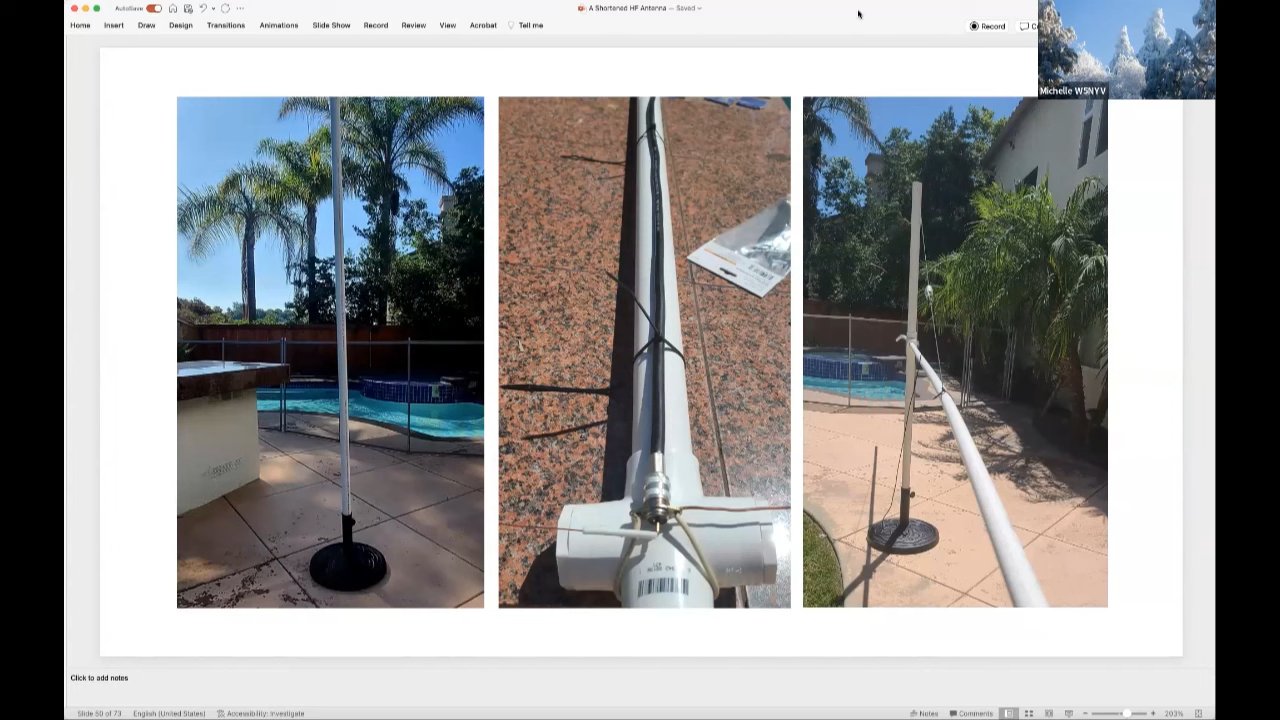 AutoSave
A Shortened HF Antenna — Saved
Home Insert Draw Design Transitions Animations Slide Show Record Review View Acrobat Tell me
Record
Michelle W5NYV
Click to add notes
Slide 50 of 73 English (United States) Accessibility: Investigate
Notes Comments 203%